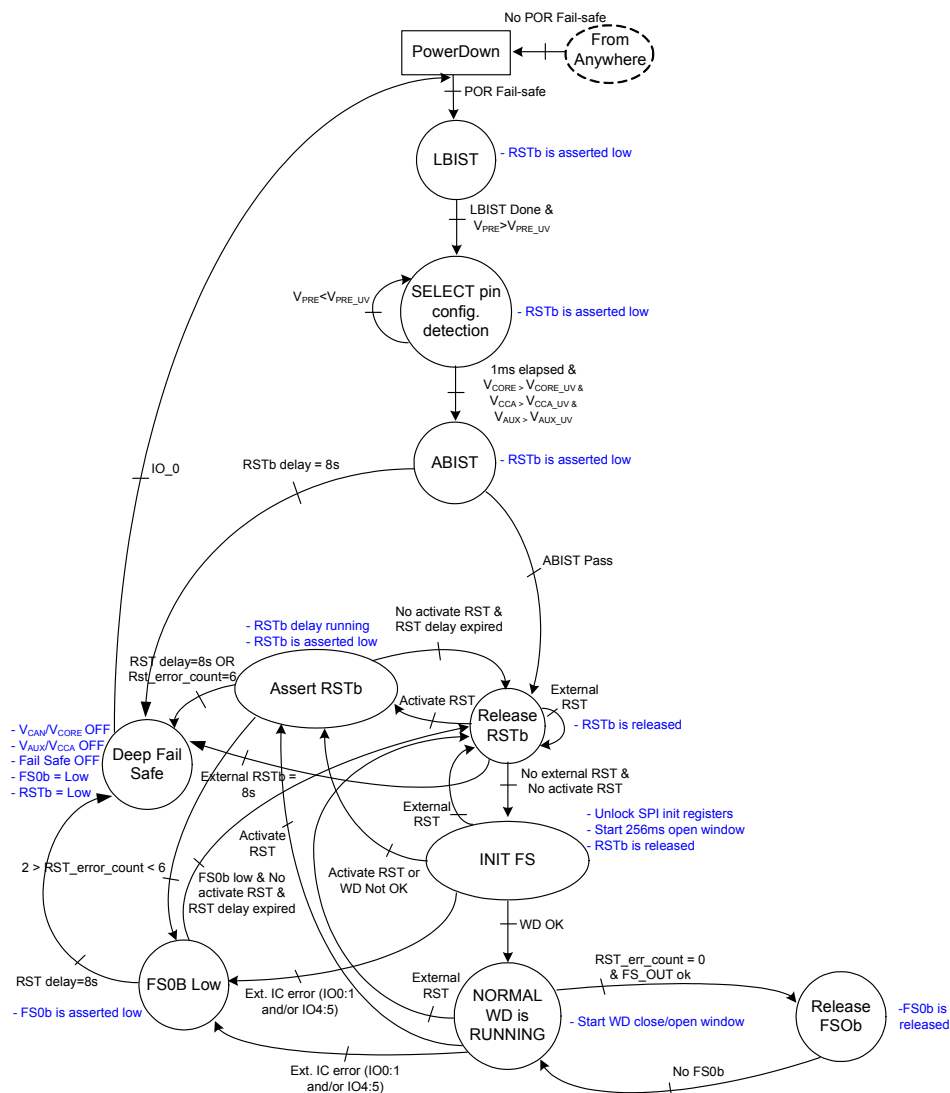 No POR Fail-safe
From
Anywhere
PowerDown
POR Fail-safe
LBIST
- RSTb is asserted low
LBIST Done &
VPRE>VPRE_UV
VPRE<VPRE_UV
SELECT pin
config.
detection
- RSTb is asserted low
1ms elapsed &
VCORE > VCORE_UV &
VCCA > VCCA_UV &
VAUX > VAUX_UV
ABIST
- RSTb is asserted low
RSTb delay = 8s
IO_0
ABIST Pass
- RSTb delay running
- RSTb is asserted low
No activate RST &
RST delay expired
RST delay=8s OR
Rst_error_count=6
Assert RSTb
Activate RST
Release
RSTb
External
RST
- RSTb is released
- VCAN/VCORE OFF
- VAUX/VCCA OFF
- Fail Safe OFF
- FS0b = Low
- RSTb = Low
Deep Fail
Safe
External RSTb =
8s
No external RST &
No activate RST
External
RST
- Unlock SPI init registers
- Start 256ms open window
- RSTb is released
INIT FS
Activate
RST
Activate RST or
WD Not OK
2 > RST_error_count < 6
FS0b low & No
activate RST &
RST delay expired
WD OK
RST delay=8s
FS0B Low
- FS0b is asserted low
Ext. IC error (IO0:1
and/or IO4:5)
External
RST
NORMAL
WD is
RUNNING
- Start WD close/open window
RST_err_count = 0
& FS_OUT ok
Release
FSOb
-FS0b is
released
Ext. IC error (IO0:1
and/or IO4:5)
No FS0b